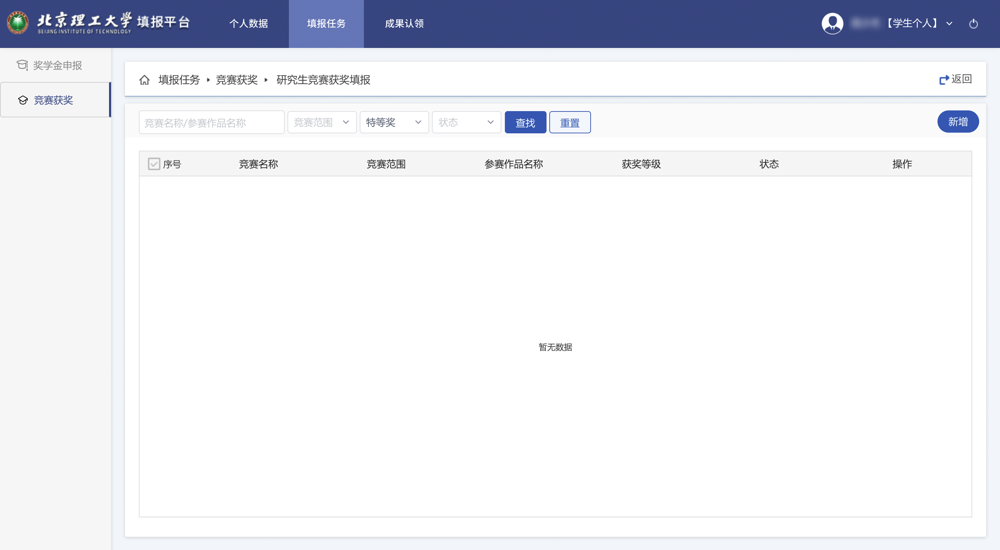 北京理工大学 填报平台
BEIJING INSTITUTE OF TECHNOLOGY
个人数据
填报任务
成果认领
【学生个人】
奖学金申报
竞赛获奖
填报任务 竞赛获奖 研究生竞赛获奖填报
返回
竞赛名称/参赛作品名称
竞赛范围
特等奖
状态
查找
重置
新增
序号
竞赛名称
竞赛范围
参赛作品名称
获奖等级
状态
操作
暂无数据